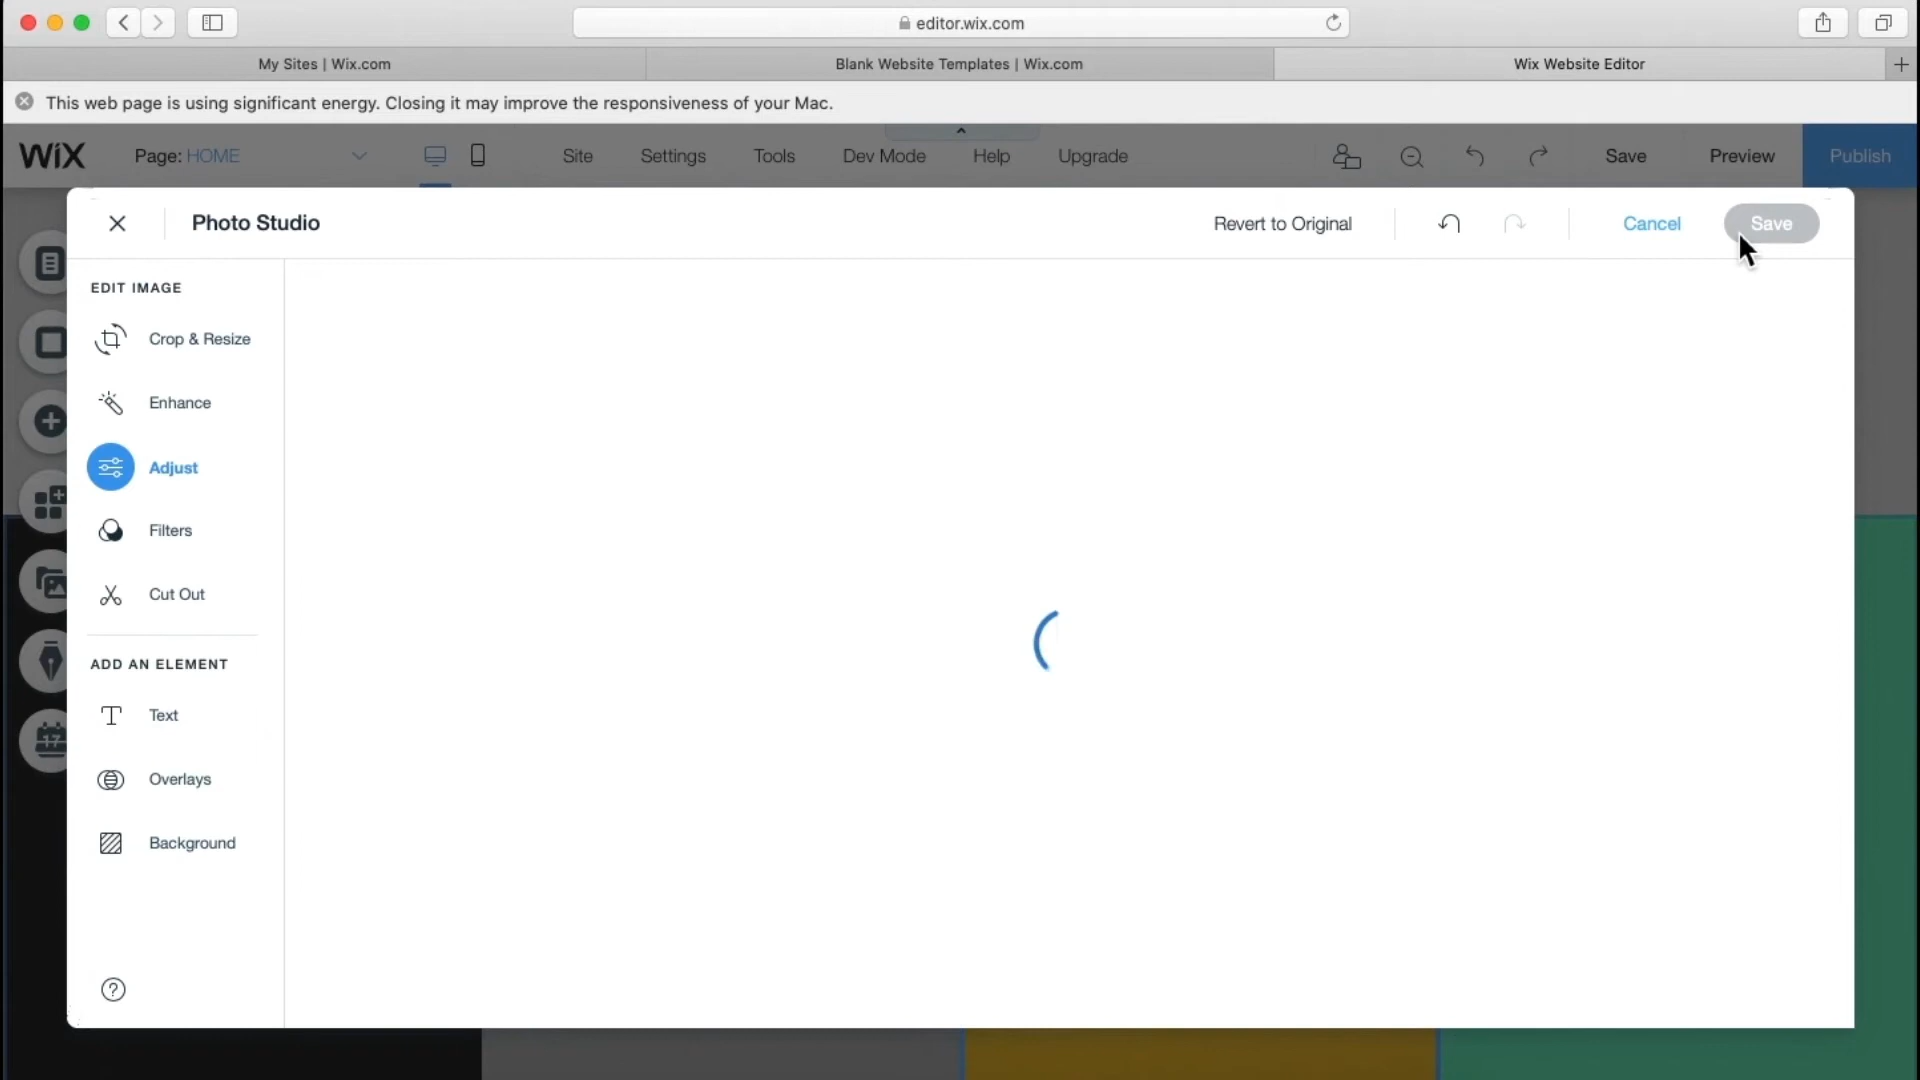 editor.wix.com
My Sites | Wix.com
Blank Website Templates | Wix.com
Wix Website Editor
This web page is using significant energy. Closing it may improve the responsiveness of your Mac.
WiX
Page: HOME
Site
Settings
Tools
Dev Mode
Help
Upgrade
Save
Preview
Publish
Photo Studio
Revert to Original
Cancel
Save
EDIT IMAGE
Crop & Resize
Enhance
Adjust
Filters
Cut Out
ADD AN ELEMENT
Text
Overlays
Background
17